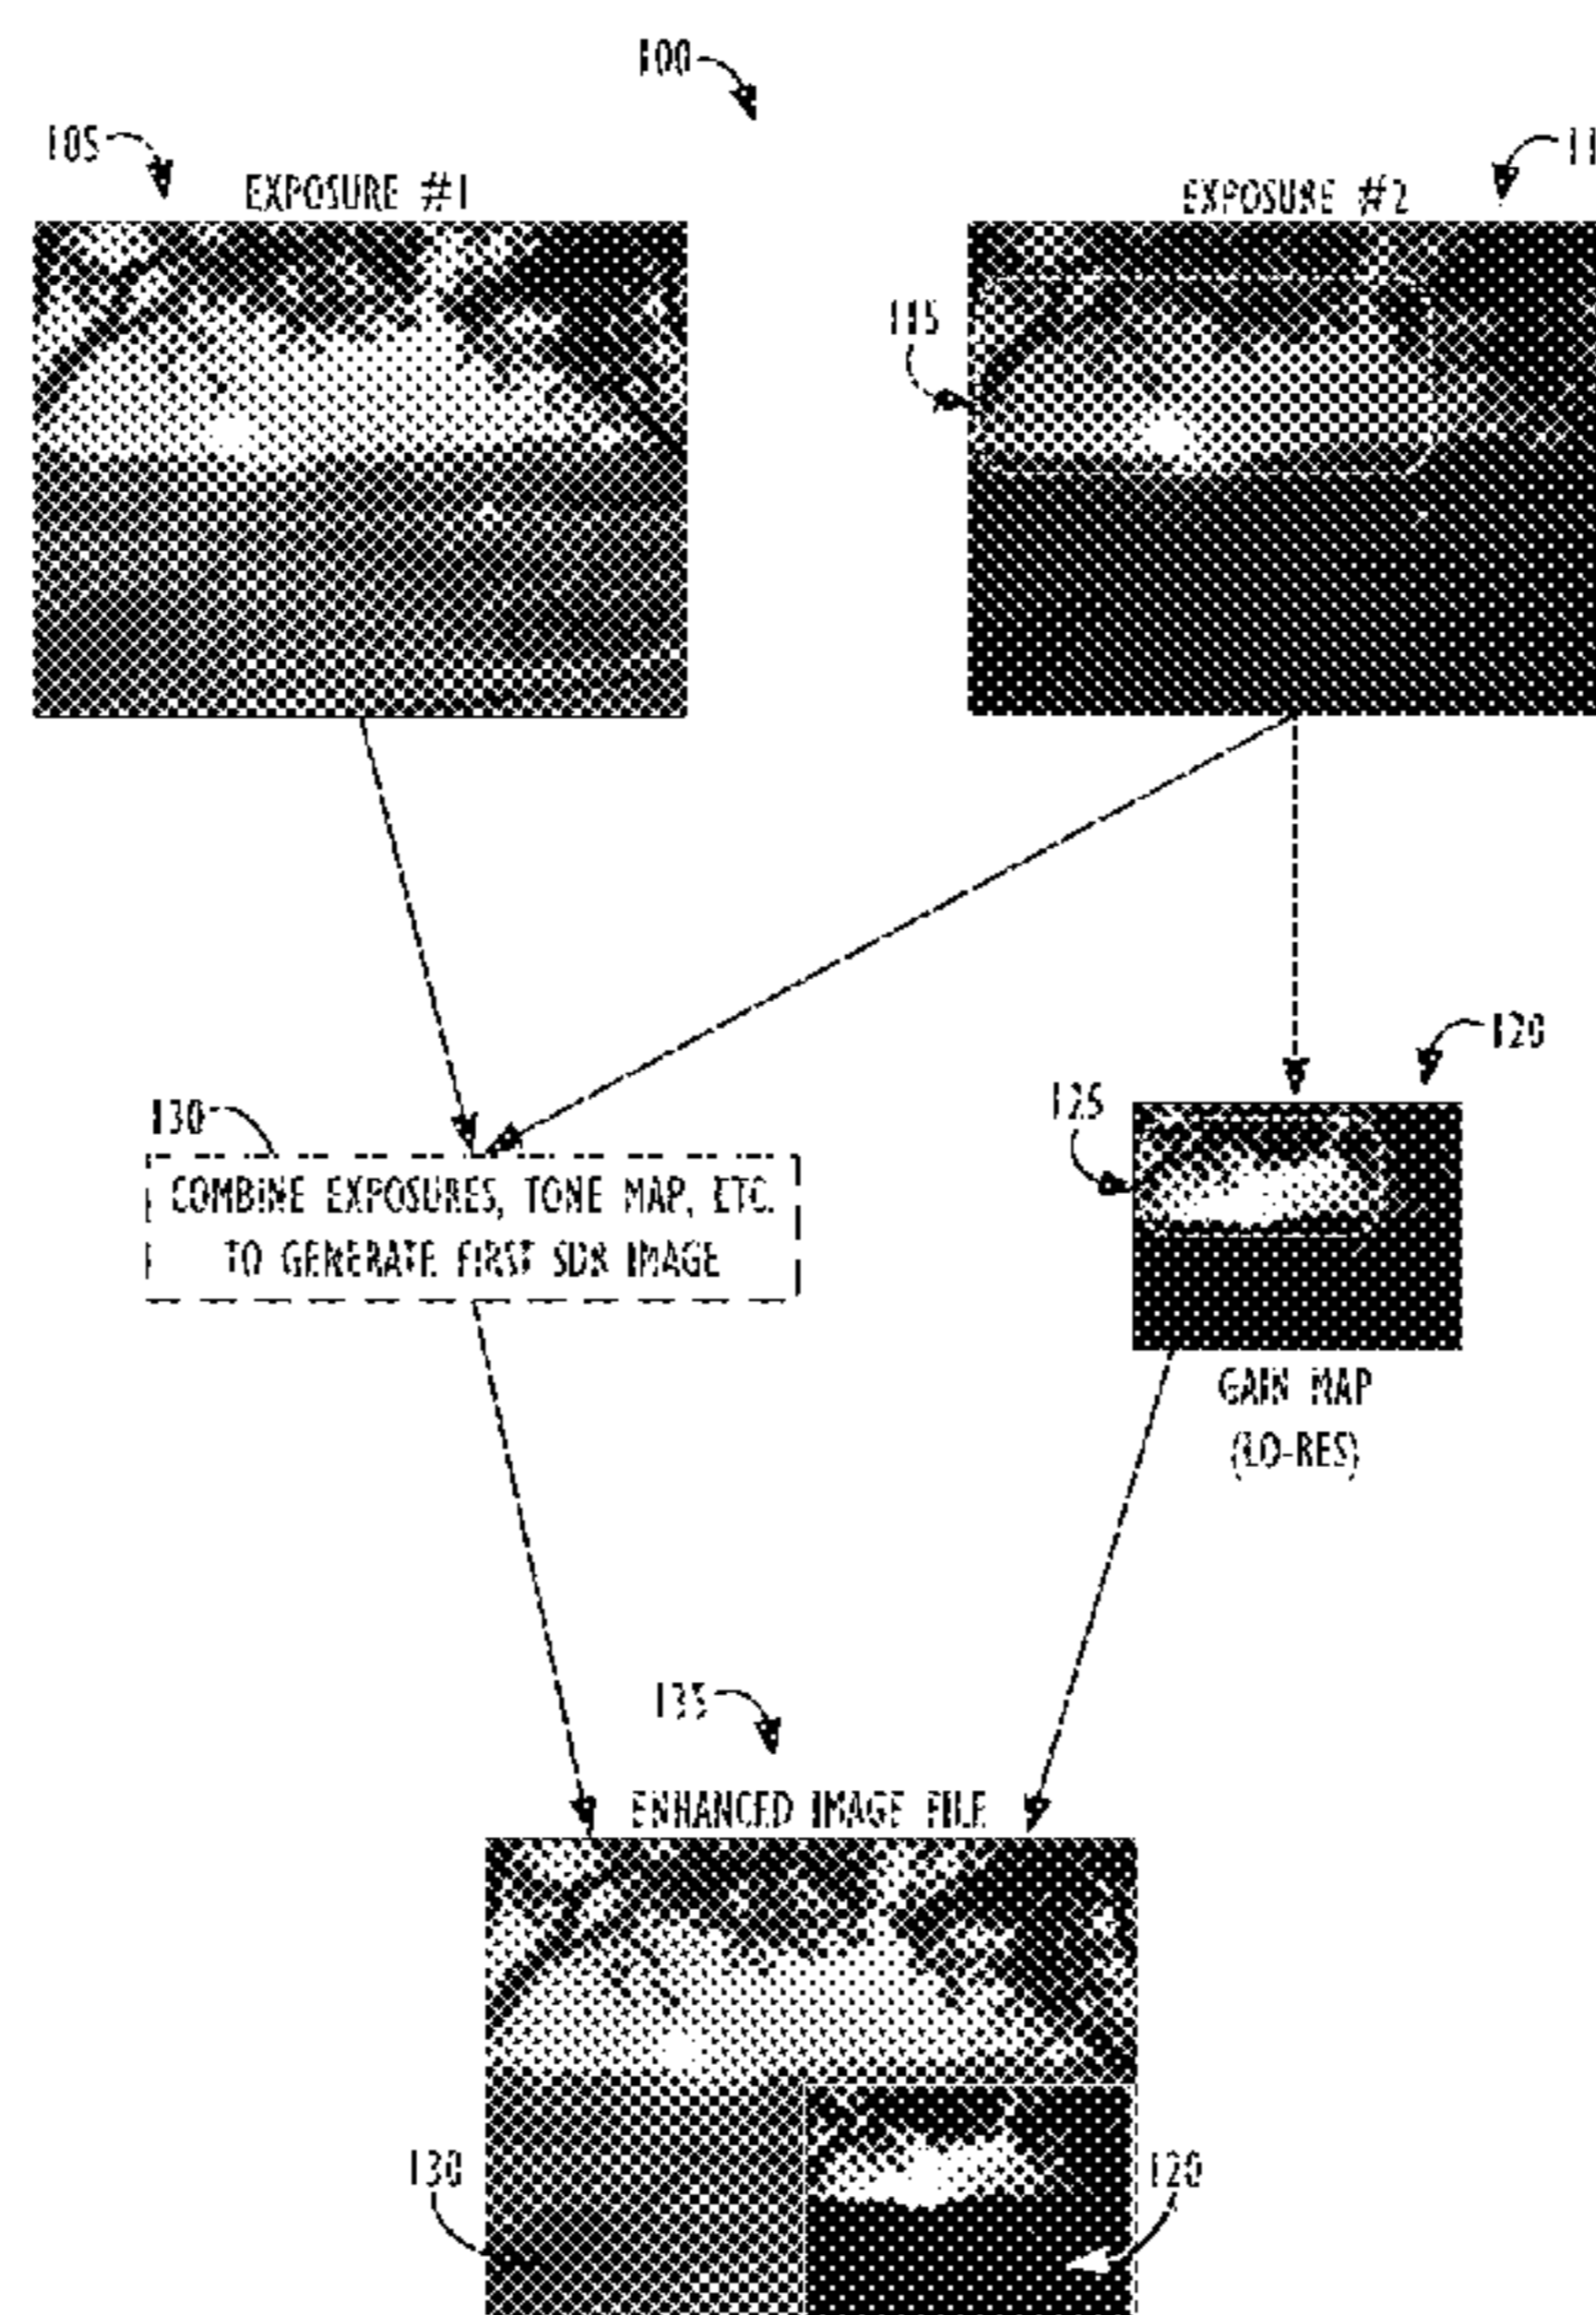 100
105
EXPOSURE #1
11
EXPOSURE #2
115
120
125
130
COMBINE EXPOSURES, TONE MAP, ETC.
TO GENERATE FIRST SDR IMAGE
GAIN MAP
(LO-RES)
135
ENHANCED IMAGE FILE
130
120